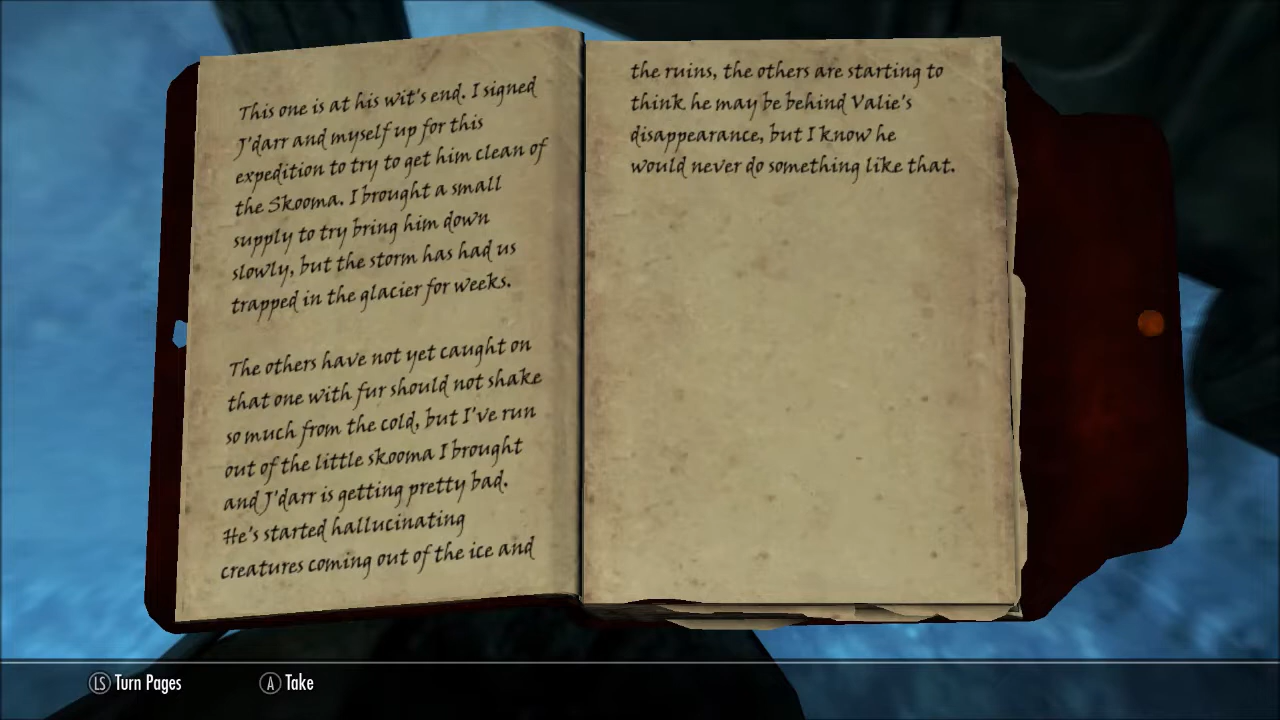 This one is at his wit's end. I signed
J'darr and myself up for this
expedition to try to get him clean of
the Skooma. I brought a small
supply to try bring him down
slowly, but the storm has had us
trapped in the glacier for weeks.
The others have not yet caught on
that one with fur should not shake
so much from the cold, but I've run
out of the little skooma I brought
and J'darr is getting pretty bad.
He's started hallucinating
creatures coming out of the ice and
the ruins, the others are starting to
think he may be behind Valie's
disappearance, but I know he
would never do something like that.
LS Turn Pages
A Take